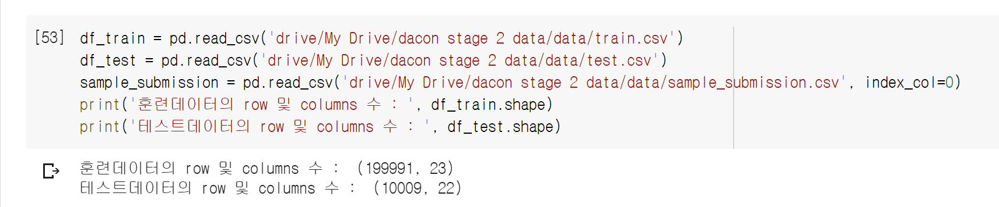 [53] df_train = pd.read_csv('drive/My Drive/dacon stage 2 data/data/train.csv')
df_test = pd.read_csv('drive/My Drive/dacon stage 2 data/data/test.csv')
sample_submission = pd.read_csv('drive/My Drive/dacon stage 2 data/data/sample_submission.csv', index_col=0)
print('훈련데이터의 row 및 columns 수 : ', df_train.shape)
print('테스트데이터의 row 및 columns 수 : ', df_test.shape)
훈련데이터의 row 및 columns 수 :  (199991, 23)
테스트데이터의 row 및 columns 수 :  (10009, 22)